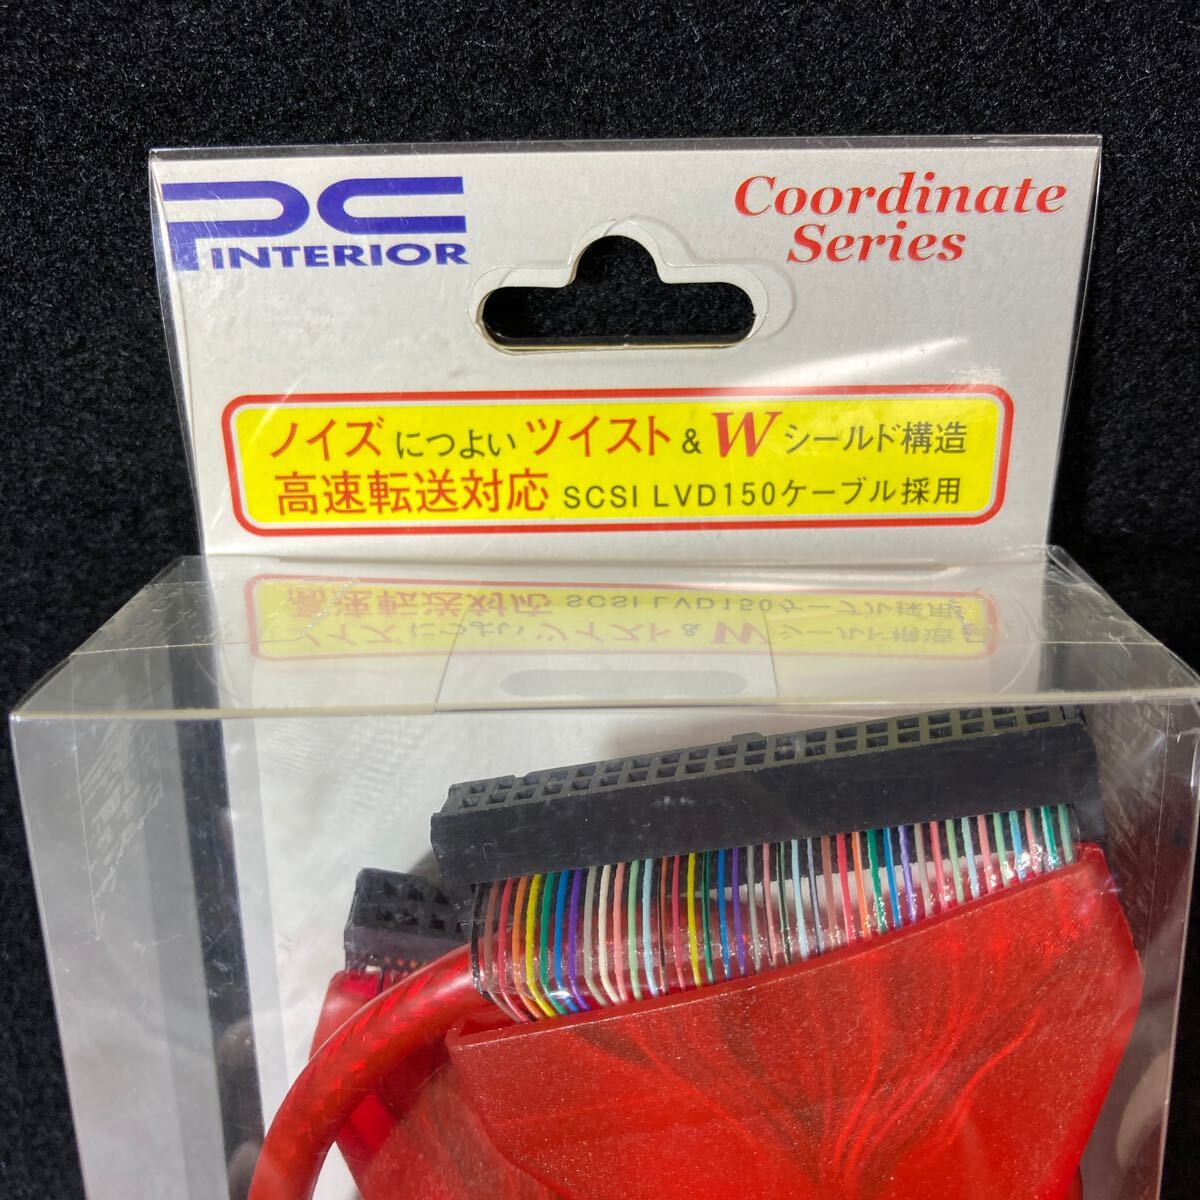 PC
INTERIOR
Coordinate
Series
ノイズにつよいツイスト&Wシールド構造
高速転送対応 SCSI LVD150ケーブル採用